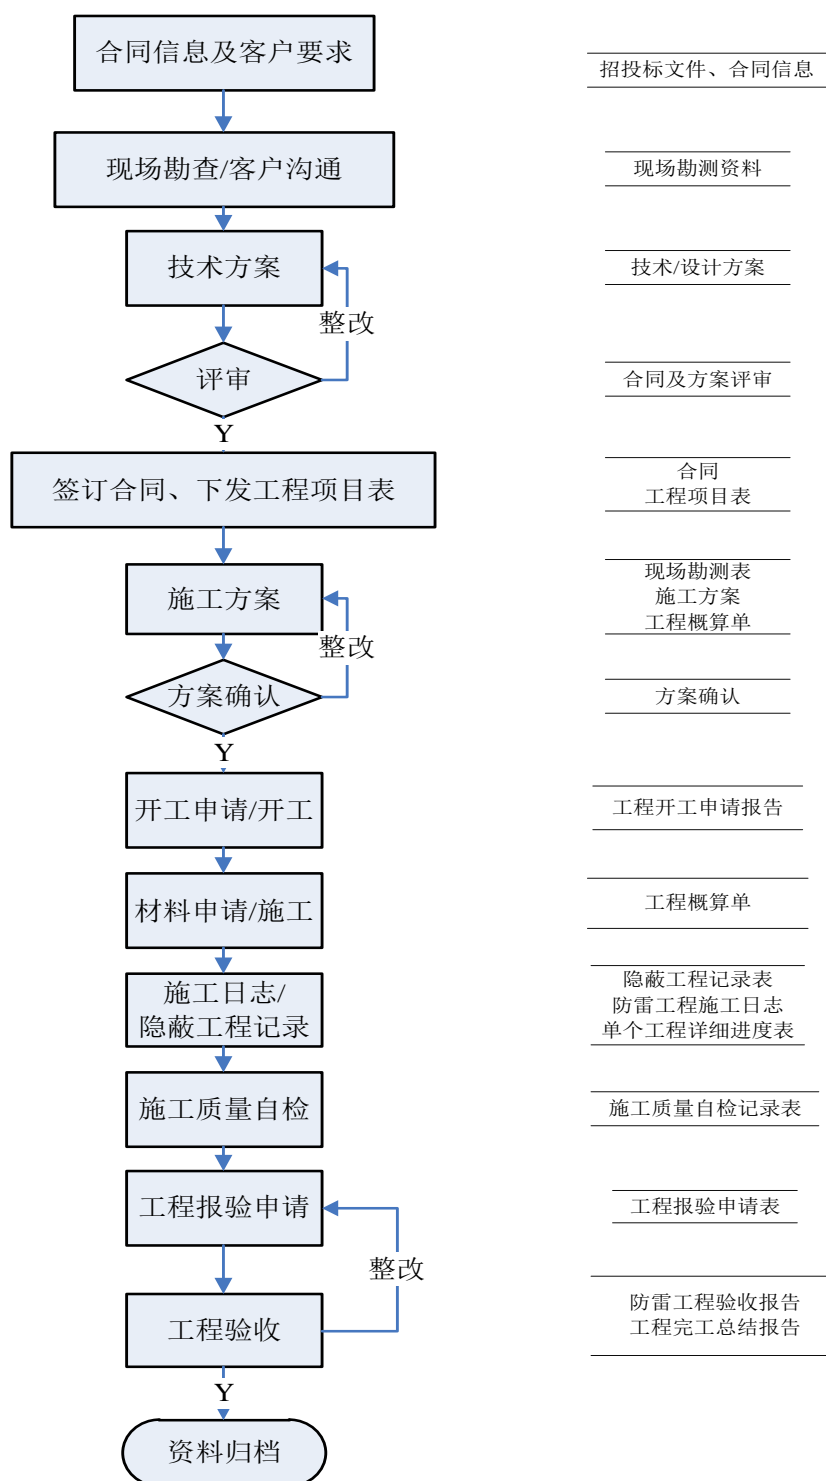 合同信息及客户要求
招投标文件、合同信息
现场勘查/客户沟通
现场勘测资料
技术方案
技术/设计方案
整改
评审
合同及方案评审
Y
签订合同、下发工程项目表
合同
工程项目表
施工方案
现场勘测表
施工方案
工程概算单
整改
方案确认
方案确认
Y
开工申请/开工
工程开工申请报告
材料申请/施工
工程概算单
施工日志/
隐蔽工程记录
隐蔽工程记录表
防雷工程施工日志
单个工程详细进度表
施工质量自检
施工质量自检记录表
工程报验申请
工程报验申请表
整改
工程验收
防雷工程验收报告
工程完工总结报告
Y
资料归档